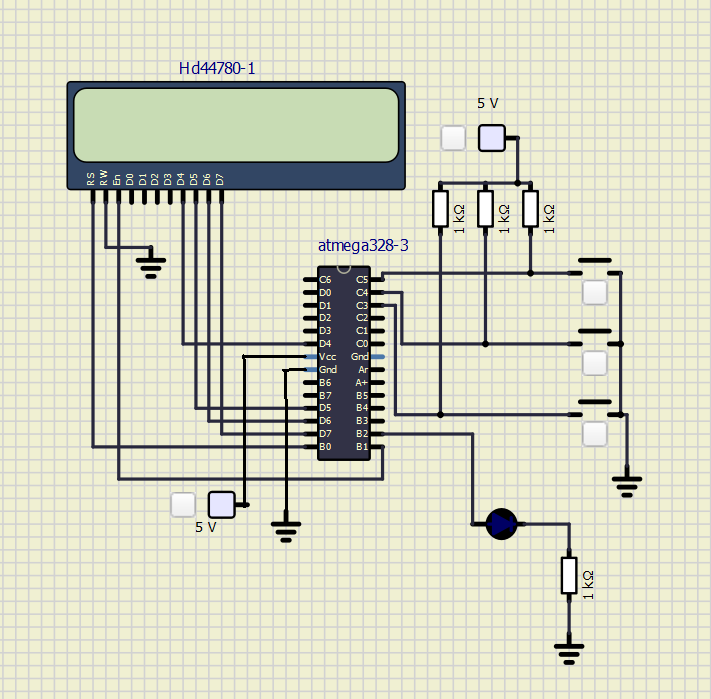 Hd44780-1
RS RW En D0 D1 D2 D3 D4 D5 D6 D7
5 V
1 kΩ 1 kΩ 1 kΩ
atmega328-3
C6 C5
D0 C4
D1 C3
D2 C2
D3 C1
D4 C0
Vcc Gnd
Gnd Ar
B6 A+
B7 B5
D5 B4
D6 B3
D7 B2
B0 B1
5 V
1 kΩ